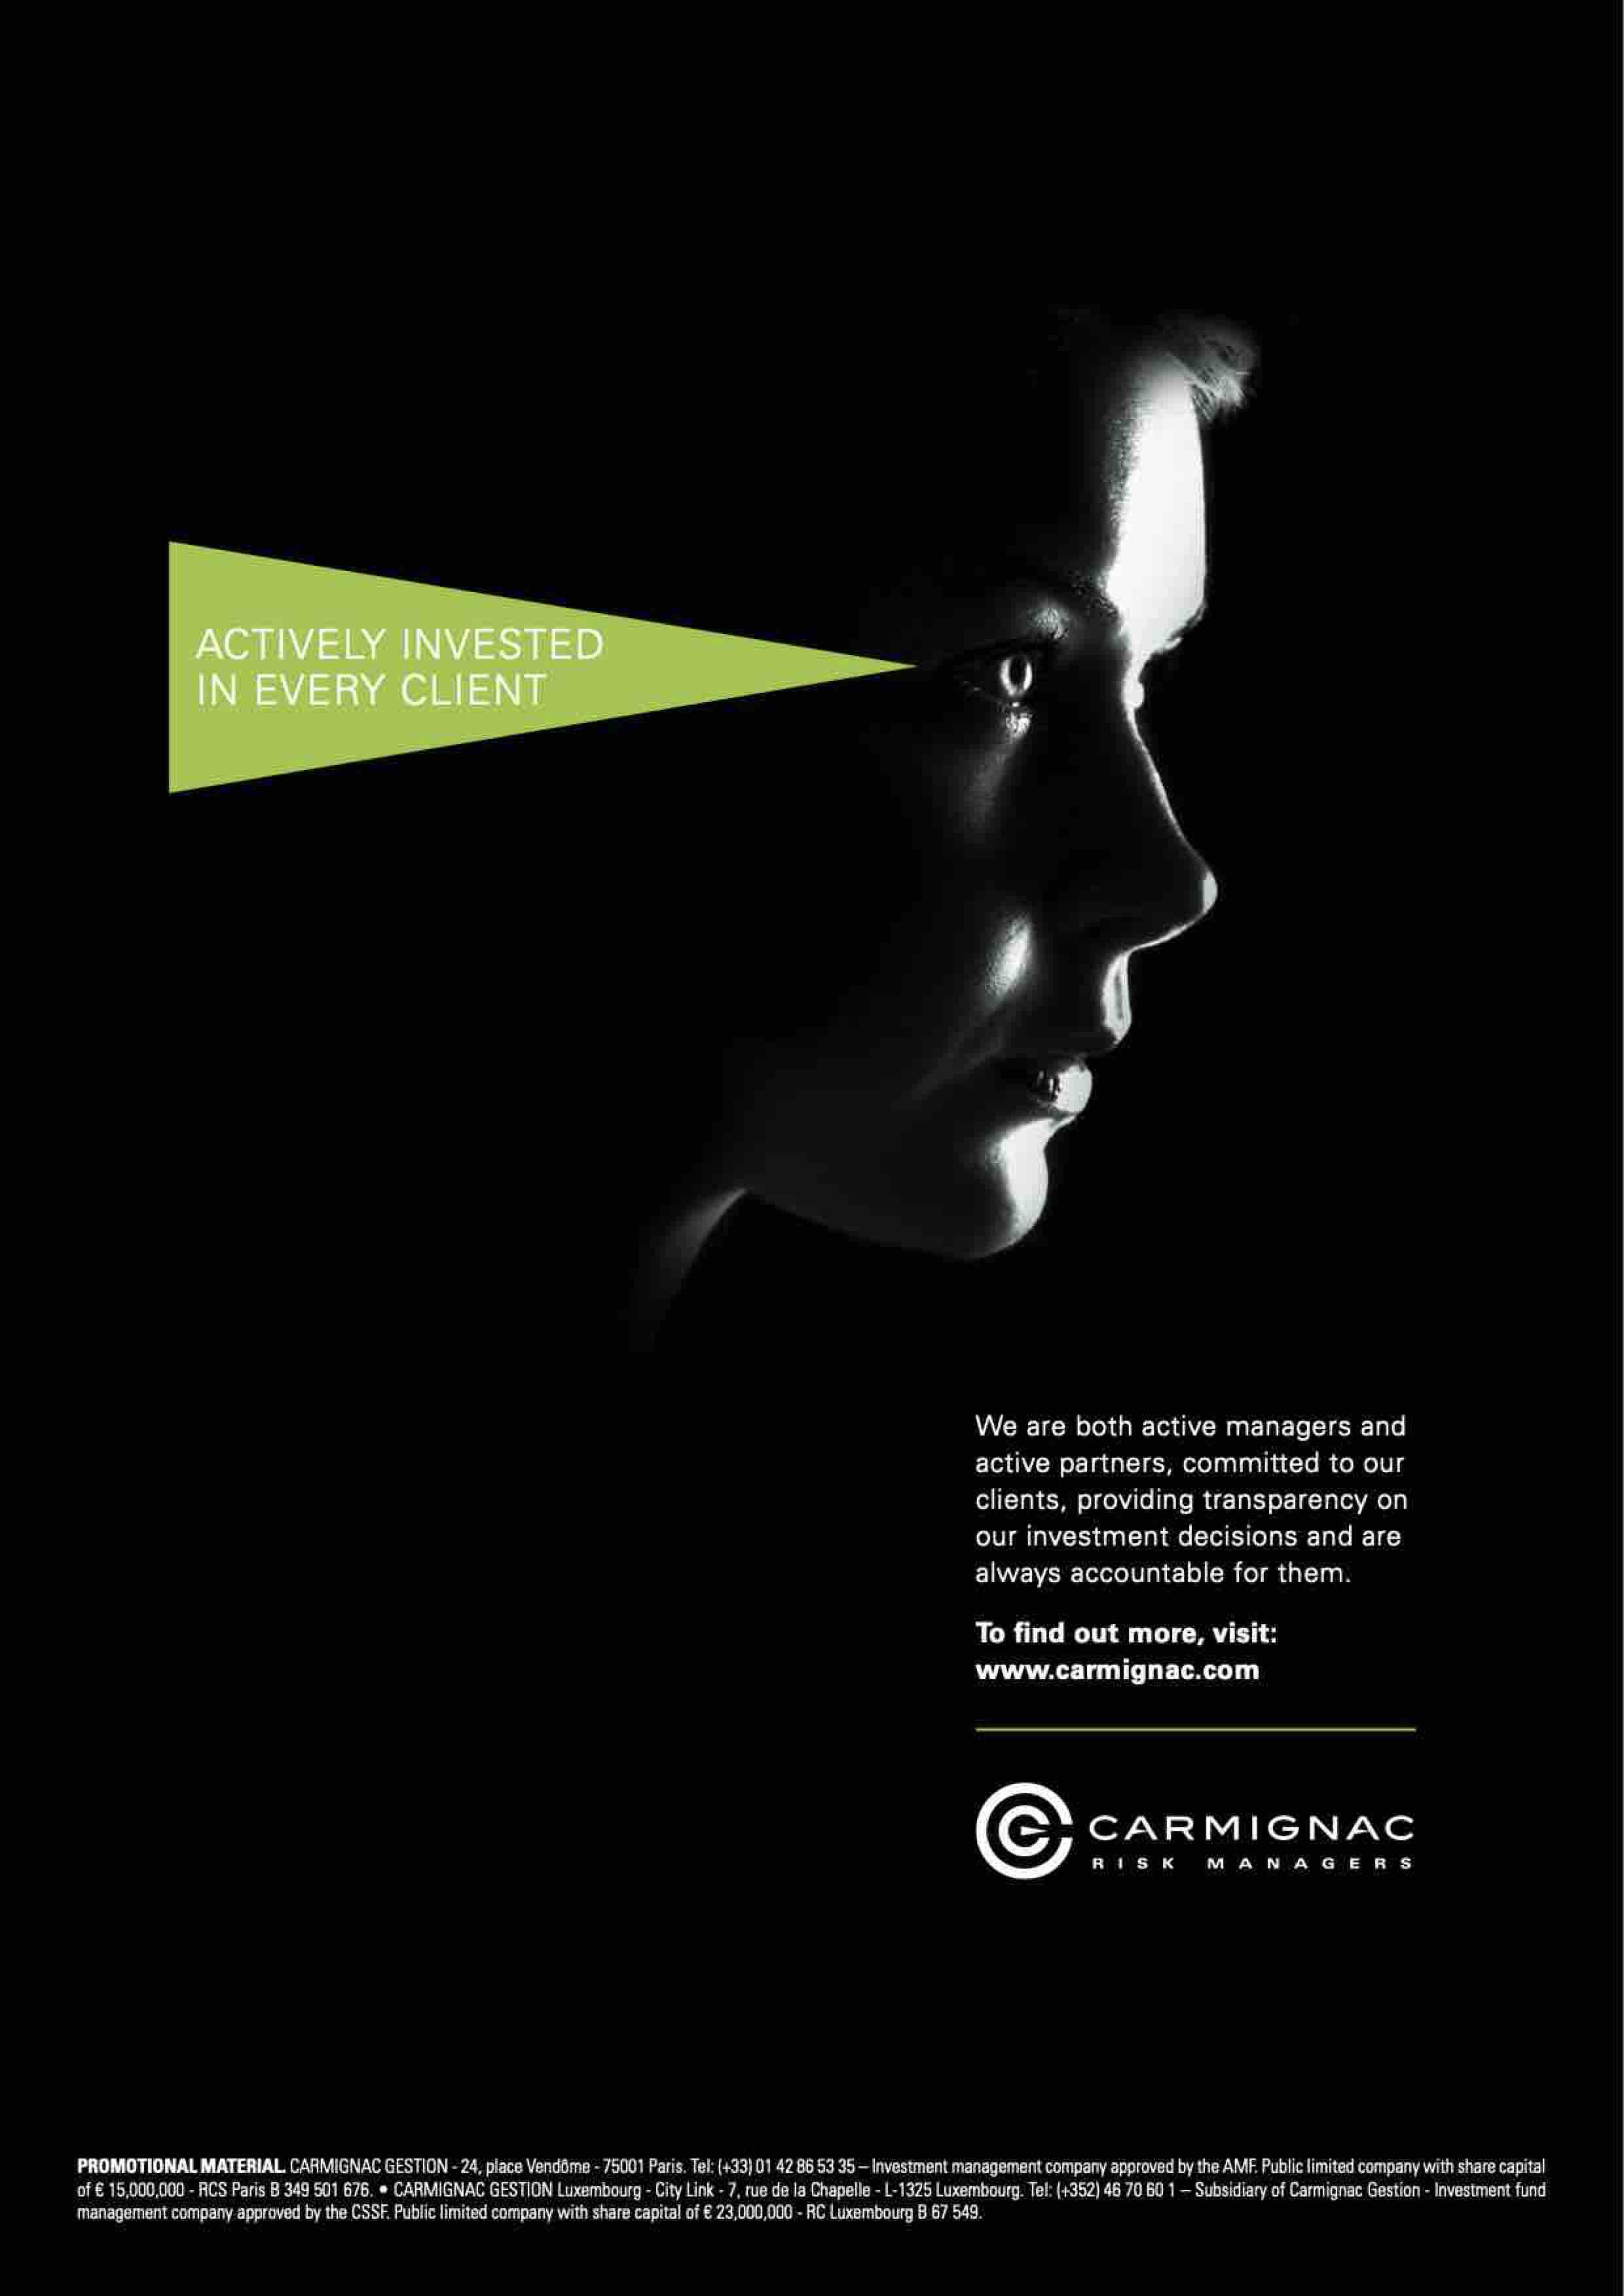 ACTIVELY INVESTED
IN EVERY CLIENT
We are both active managers and
active partners, committed to our
clients, providing transparency on
our investment decisions and are
always accountable for them.
To find out more, visit:
www.carmignac.com
CARMIGNAC
RISK MANAGERS
PROMOTIONAL MATERIAL. CARMIGNAC GESTION - 24, place Vendôme - 75001 Paris. Tel: (+33) 01 42 86 53 35 – Investment management company approved by the AMF. Public limited company with share capital
of € 15,000,000 - RCS Paris B 349 501 676. • CARMIGNAC GESTION Luxembourg - City Link - 7, rue de la Chapelle - L-1325 Luxembourg. Tel: (+352) 46 70 60 1 – Subsidiary of Carmignac Gestion - Investment fund
management company approved by the CSSF. Public limited company with share capital of € 23,000,000 - RC Luxembourg B 67 549.